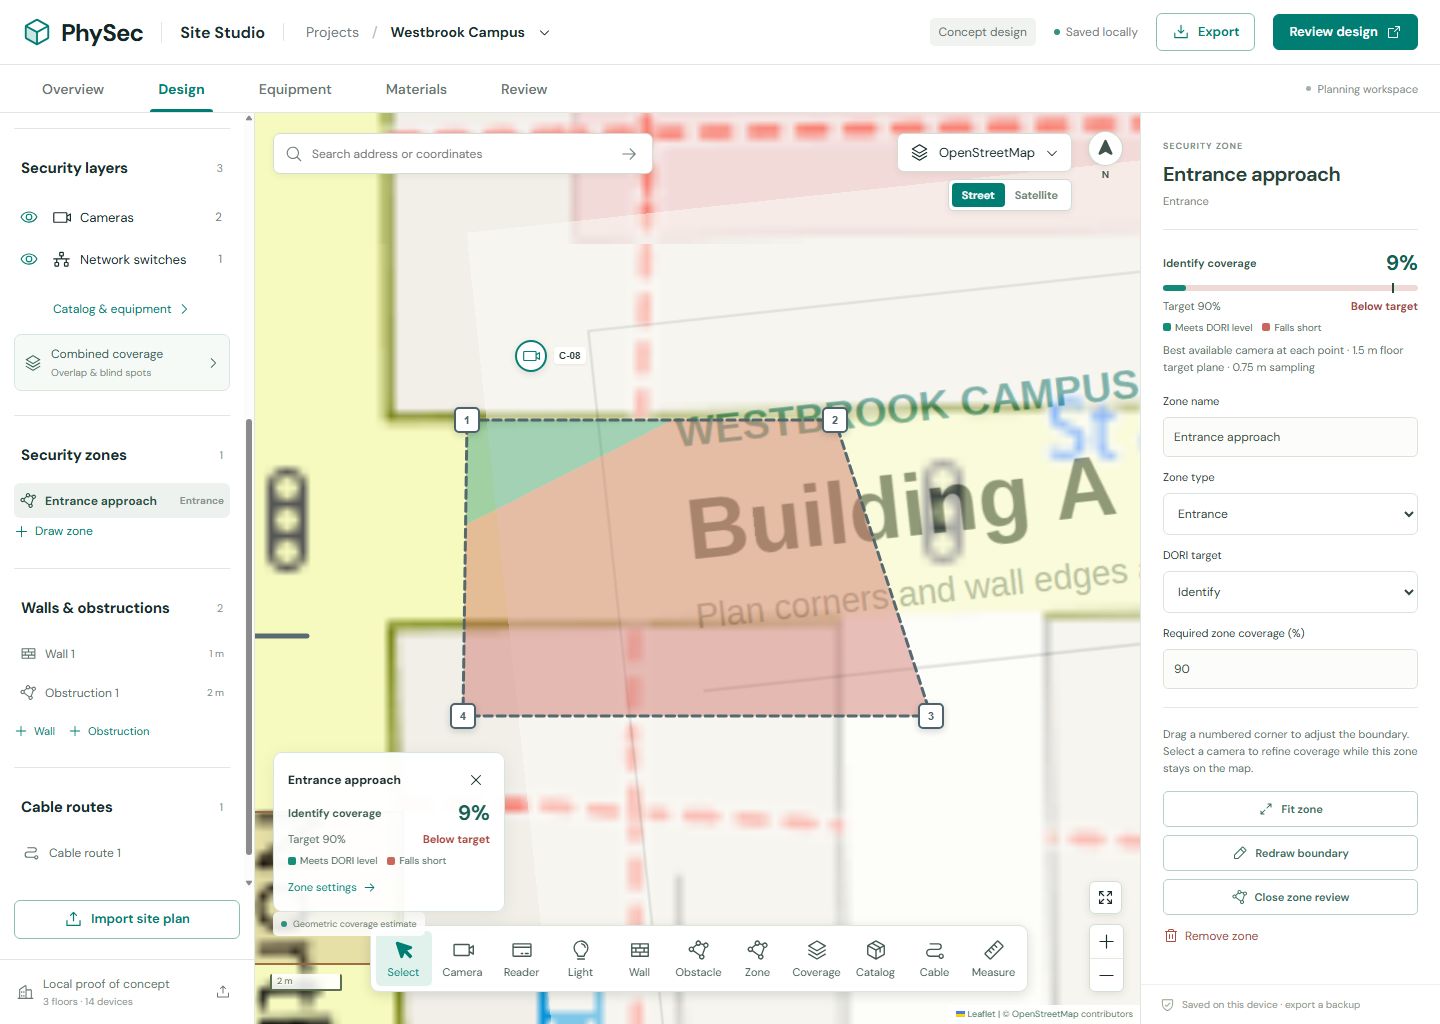 PhySec
Site Studio
Projects / Westbrook Campus
Concept design
Saved locally
Export
Review design
Overview
Design
Equipment
Materials
Review
Planning workspace
Security layers 3
Cameras 2
Network switches 1
Catalog & equipment
Combined coverage
Overlap & blind spots
Security zones 1
Entrance approach Entrance
Draw zone
Walls & obstructions 2
Wall 1 1 m
Obstruction 1 2 m
Wall
Obstruction
Cable routes 1
Cable route 1
Import site plan
Local proof of concept
3 floors · 14 devices
Search address or coordinates
OpenStreetMap
N
Street
Satellite
C-08
1
2
3
4
WESTBROOK CAMPUS
St
Building A
Plan corners and wall edges
Entrance approach
Identify coverage 9%
Target 90% Below target
Meets DORI level Falls short
Zone settings
Geometric coverage estimate
2 m
Select
Camera
Reader
Light
Wall
Obstacle
Zone
Coverage
Catalog
Cable
Measure
Leaflet | © OpenStreetMap contributors
SECURITY ZONE
Entrance approach
Entrance
Identify coverage 9%
Target 90% Below target
Meets DORI level Falls short
Best available camera at each point · 1.5 m floor
target plane · 0.75 m sampling
Zone name
Entrance approach
Zone type
Entrance
DORI target
Identify
Required zone coverage (%)
90
Drag a numbered corner to adjust the boundary.
Select a camera to refine coverage while this zone
stays on the map.
Fit zone
Redraw boundary
Close zone review
Remove zone
Saved on this device · export a backup